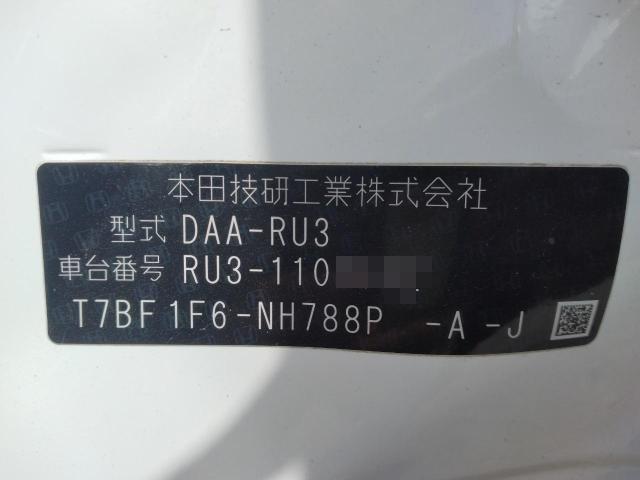 本田技研工業株式会社
型式 DAA-RU3
車台番号 RU3-110
T7BF1F6-NH788P -A -J